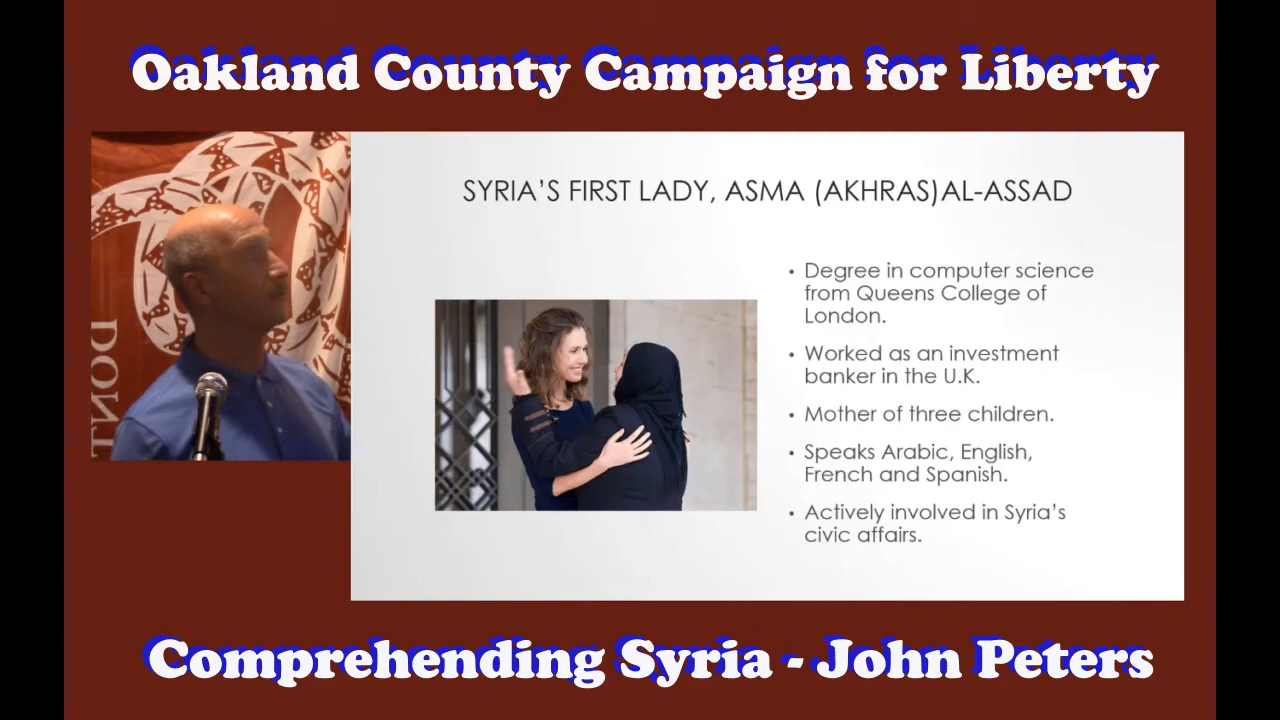 Oakland County Campaign for Liberty
SYRIA'S FIRST LADY, ASMA (AKHRAS)AL-ASSAD
• Degree in computer science
from Queens College of
London.
• Worked as an investment
banker in the U.K.
• Mother of three children.
• Speaks Arabic, English,
French and Spanish.
• Actively involved in Syria's
civic affairs.
DON'T
Comprehending Syria - John Peters